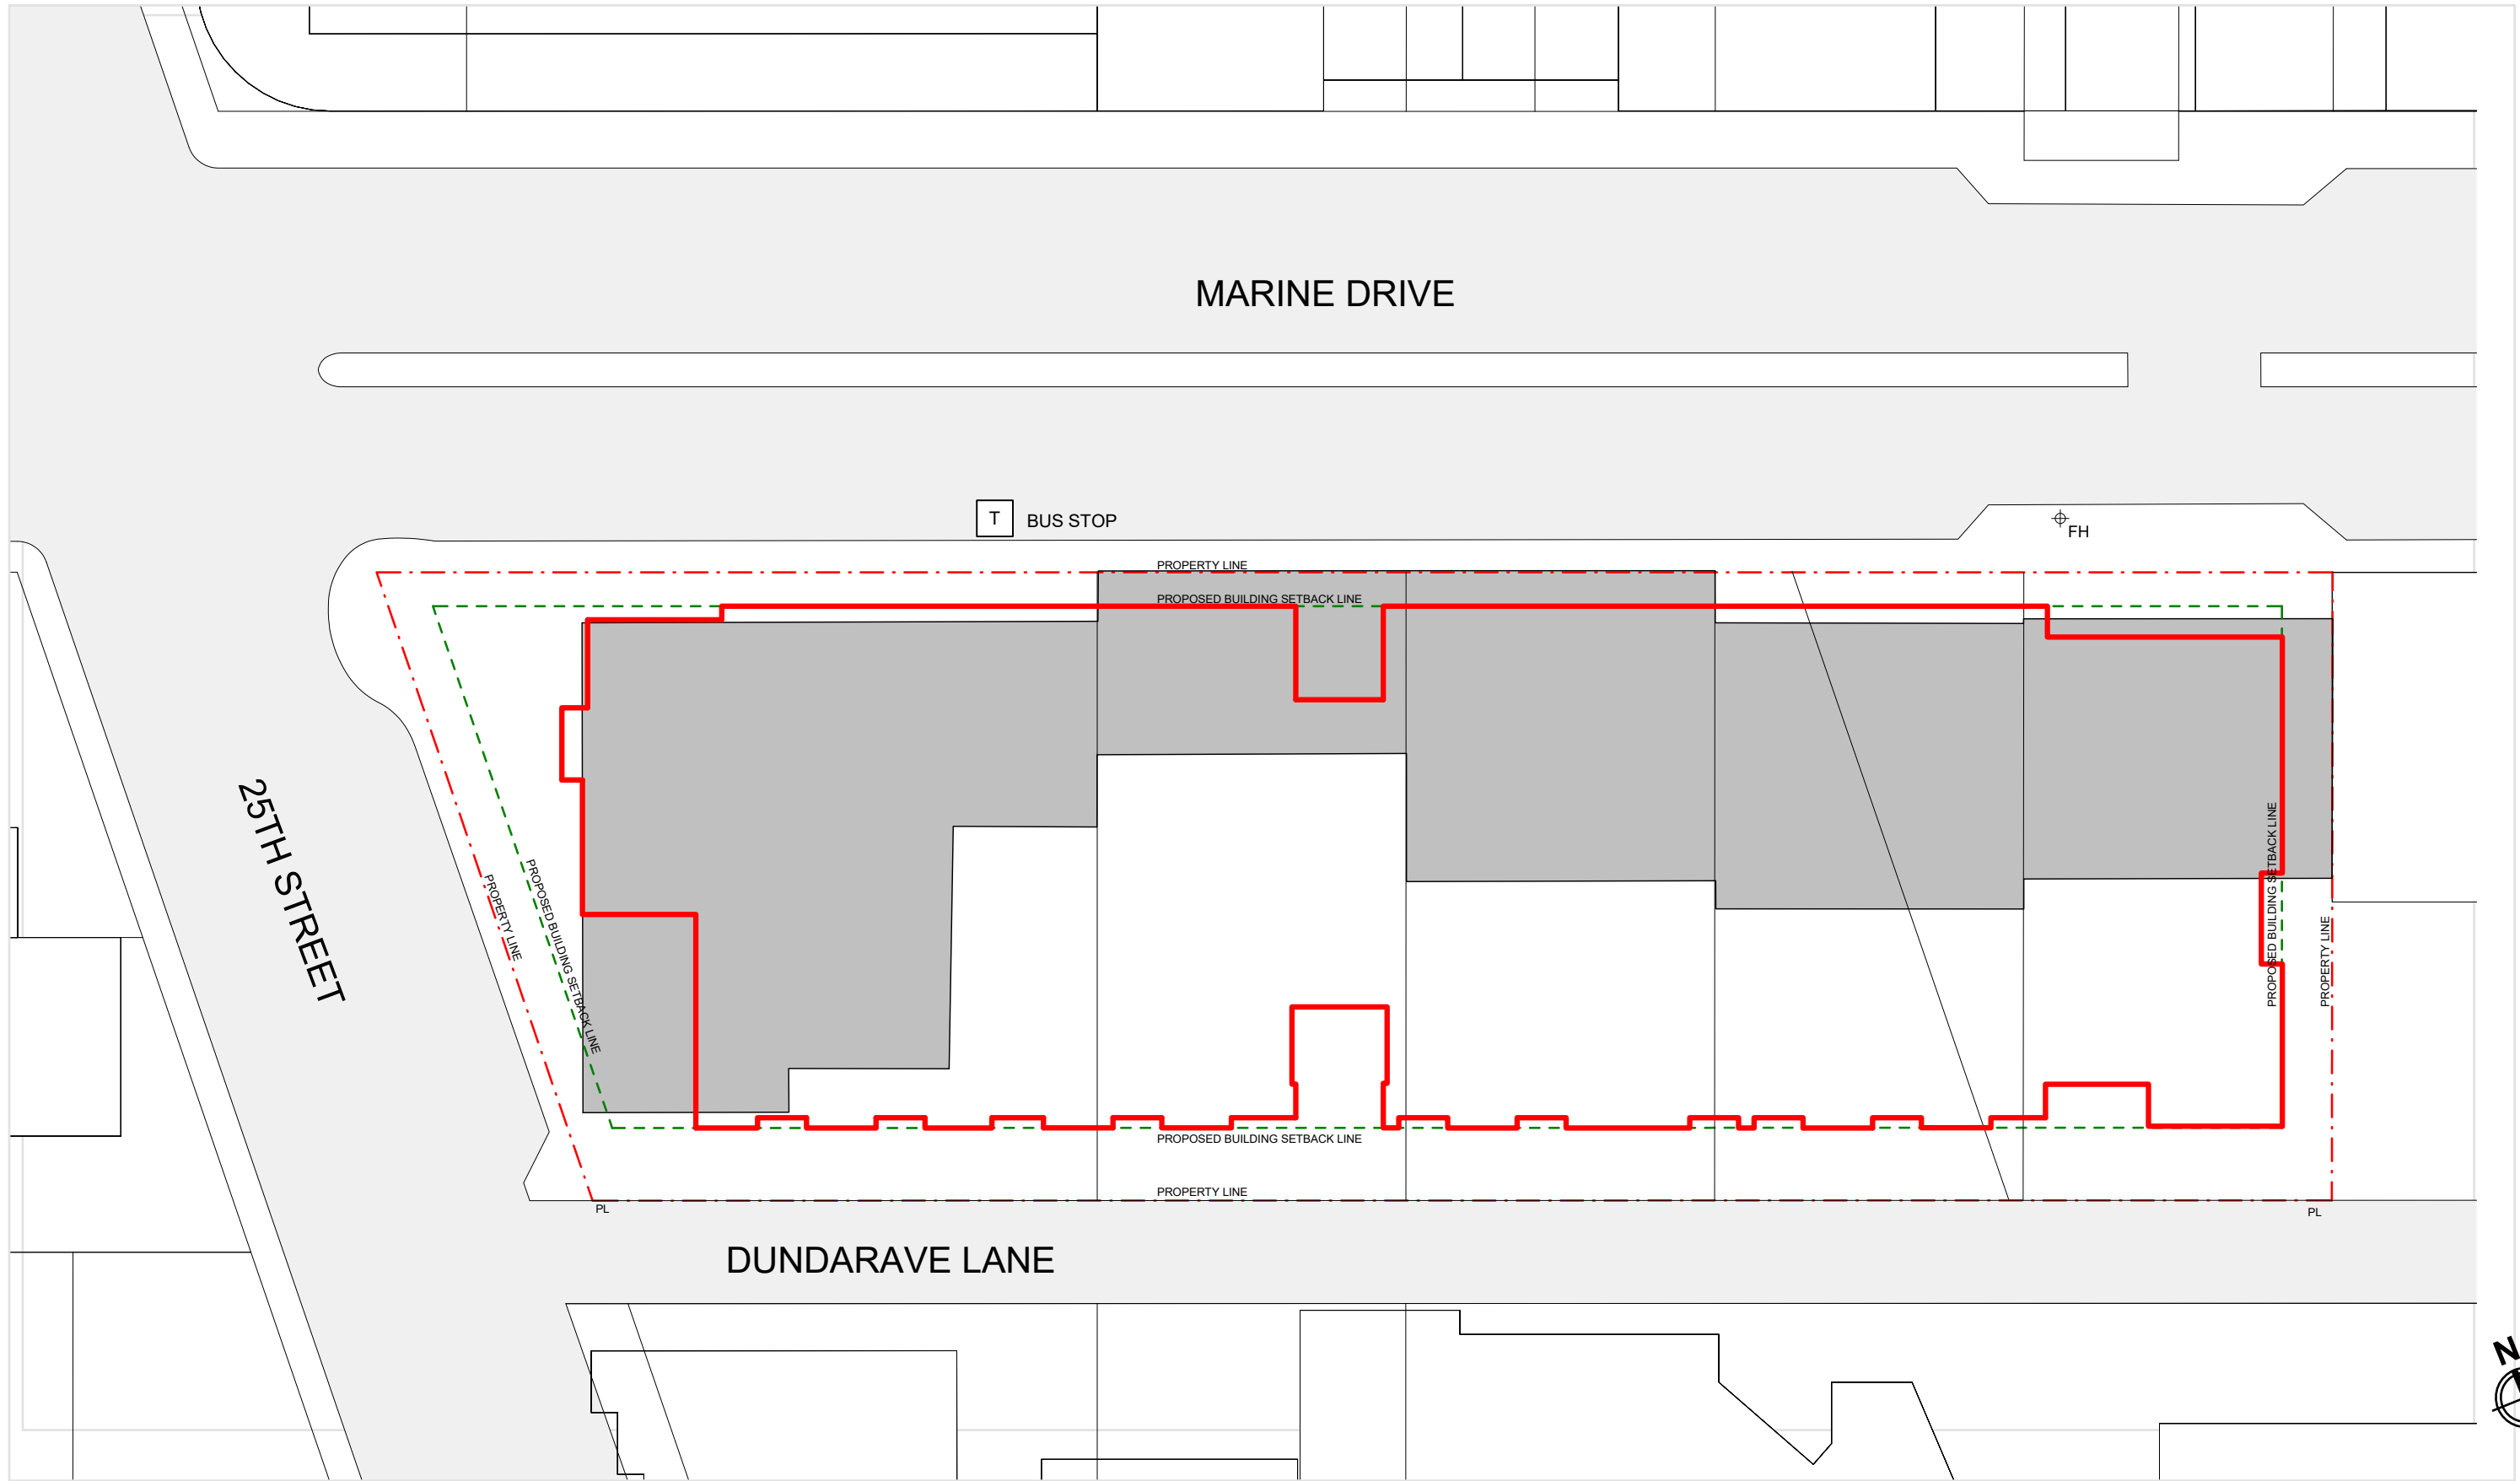 MARINE DRIVE
T
BUS STOP
FH
PROPERTY LINE
PROPOSED BUILDING SETBACK LINE
25TH STREET
PROPERTY LINE
PROPOSED BUILDING SETBACK LINE
PROPOSED BUILDING SETBACK LINE
PROPERTY LINE
PROPOSED BUILDING SETBACK LINE
PROPERTY LINE
PL
PL
DUNDARAVE LANE
N